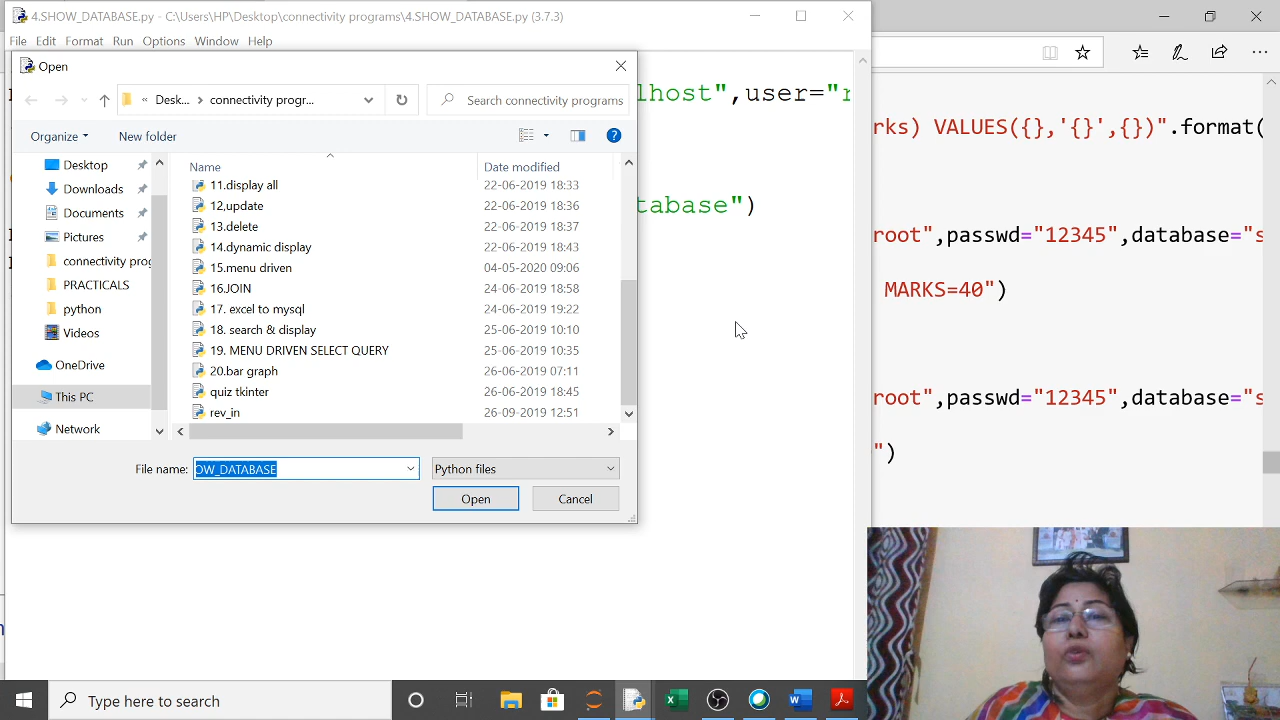 4.SHOW_DATABASE.py - C:\Users\HP\Desktop\connectivity programs\4.SHOW_DATABASE.py (3.7.3)
File Edit Format Run Options Window Help
Open
« Desk... › connectivity progr...
Search connectivity programs
lhost",user="r
Organize
New folder
rks) VALUES({},'{}',{})".format(
Name
Date modified
Desktop
Downloads
Documents
Pictures
connectivity prog
PRACTICALS
python
Videos
OneDrive
This PC
Network
11.display all 22-06-2019 18:33
12,update 22-06-2019 18:36
13.delete 22-06-2019 18:37
14.dynamic display 22-06-2019 18:43
15.menu driven 04-05-2020 09:06
16.JOIN 24-06-2019 18:58
17. excel to mysql 24-06-2019 19:22
18. search & display 25-06-2019 10:10
19. MENU DRIVEN SELECT QUERY 25-06-2019 10:35
20.bar graph 26-06-2019 07:11
quiz tkinter 26-06-2019 18:45
rev_in 26-09-2019 12:51
tabase")
root",passwd="12345",database="s
MARKS=40")
root",passwd="12345",database="s
")
File name: OW_DATABASE
Python files
Open
Cancel
Type here to search